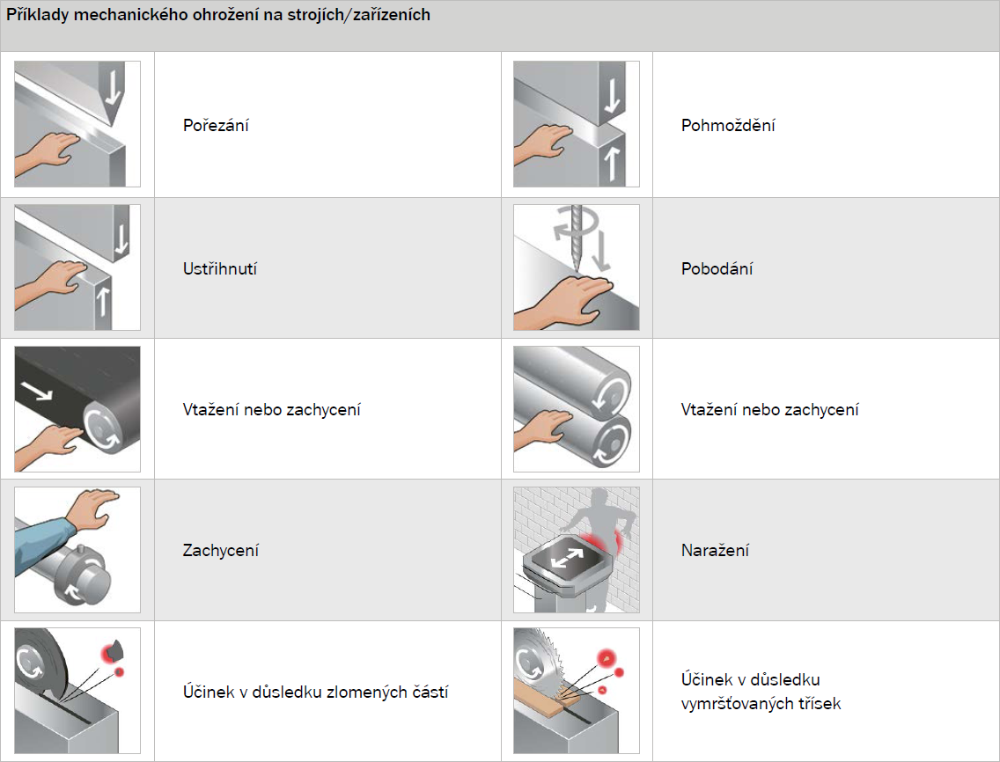 Příklady mechanického ohrožení na strojích/zařízeních
Pořezání
Pohmoždění
Ustřihnutí
Pobodání
Vtažení nebo zachycení
Vtažení nebo zachycení
Zachycení
Naražení
Účinek v důsledku zlomených částí
Účinek v důsledku
vymršťovaných třísek